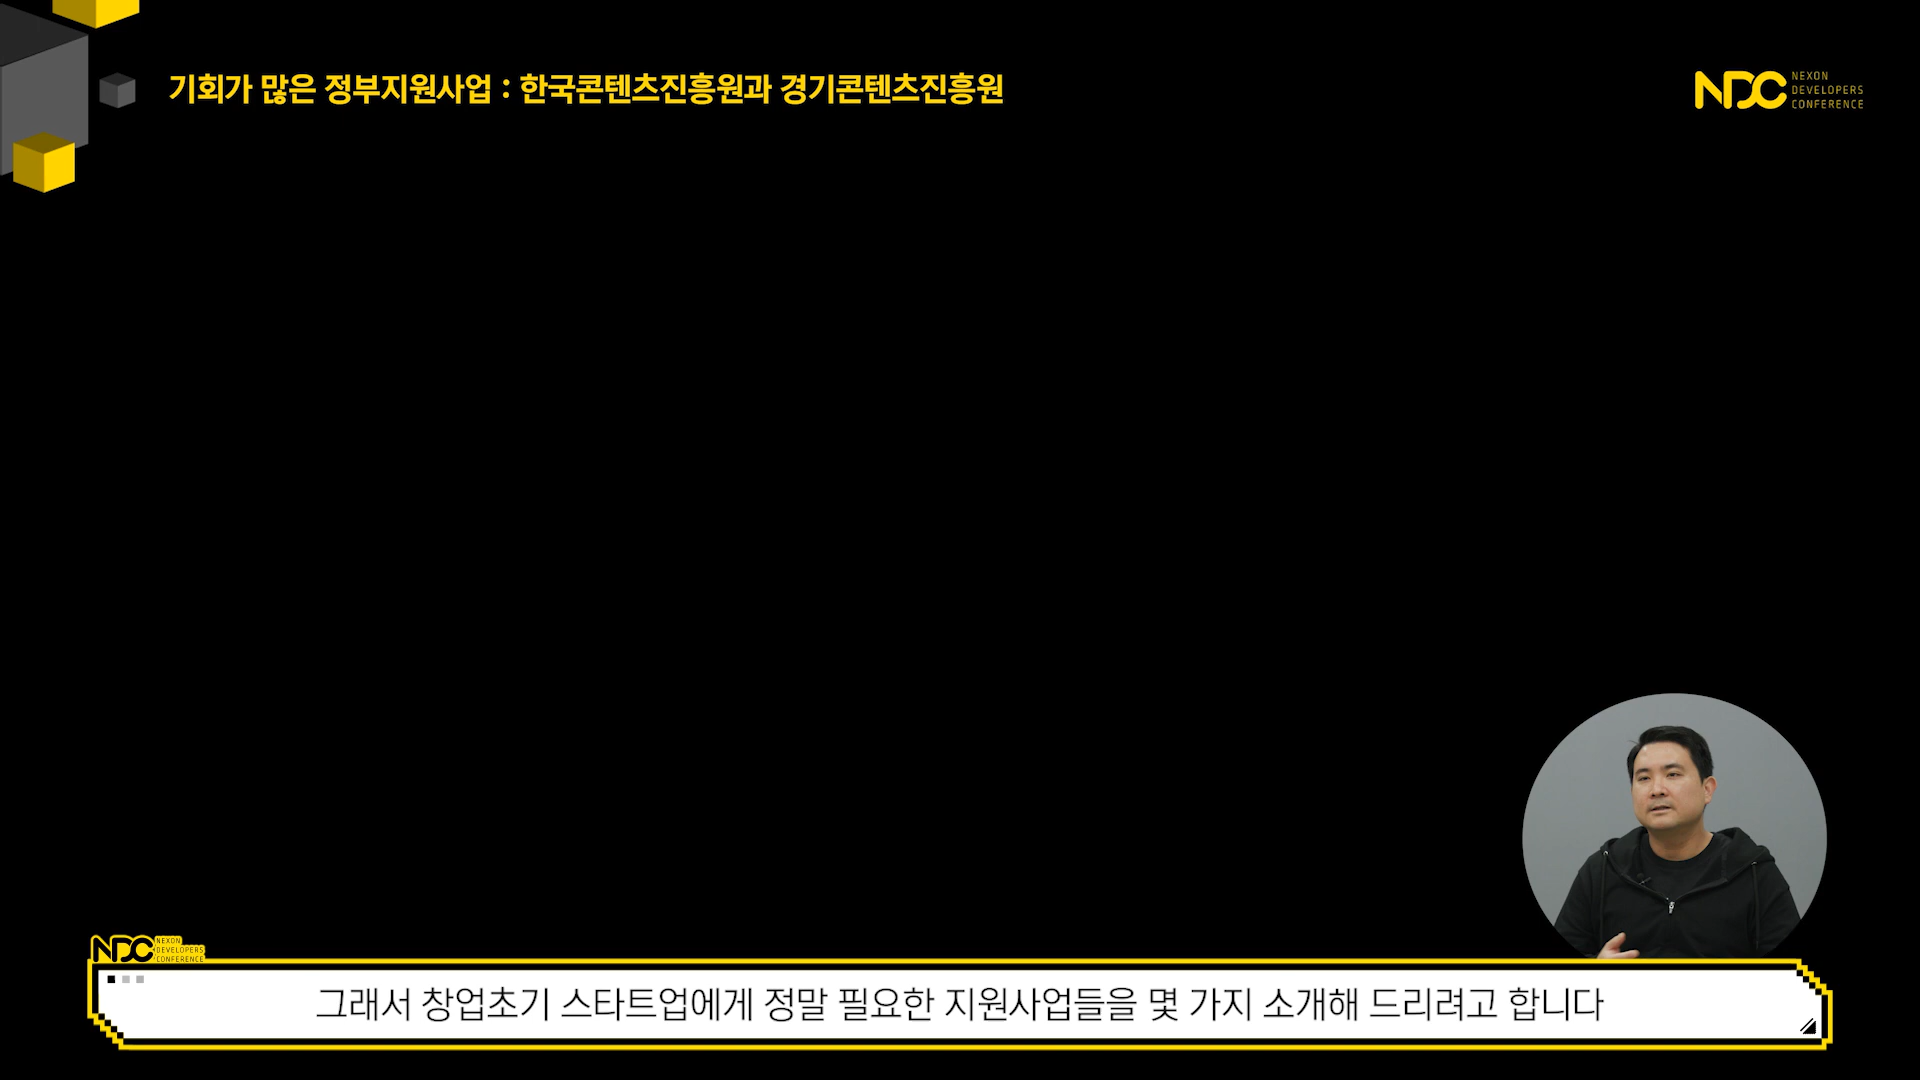 기회가 많은 정부지원사업 : 한국콘텐츠진흥원과 경기콘텐츠진흥원
NDC
NEXON
DEVELOPERS
CONFERENCE
NDC
NEXON
DEVELOPERS
CONFERENCE
그래서 창업초기 스타트업에게 정말 필요한 지원사업들을 몇 가지 소개해 드리려고 합니다